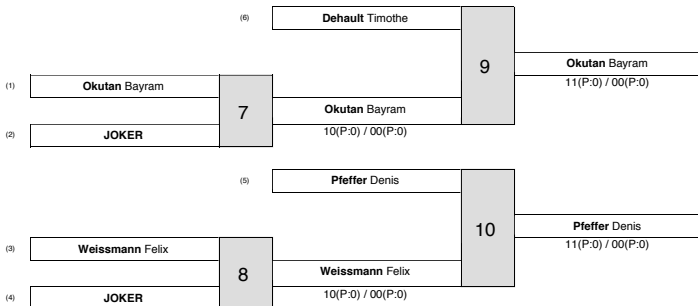 (6) Dehault Timothe
9
Okutan Bayram
11(P:0) / 00(P:0)
(1) Okutan Bayram
7
Okutan Bayram
10(P:0) / 00(P:0)
(2) JOKER
(5) Pfeffer Denis
10
Pfeffer Denis
11(P:0) / 00(P:0)
(3) Weissmann Felix
8
Weissmann Felix
10(P:0) / 00(P:0)
(4) JOKER